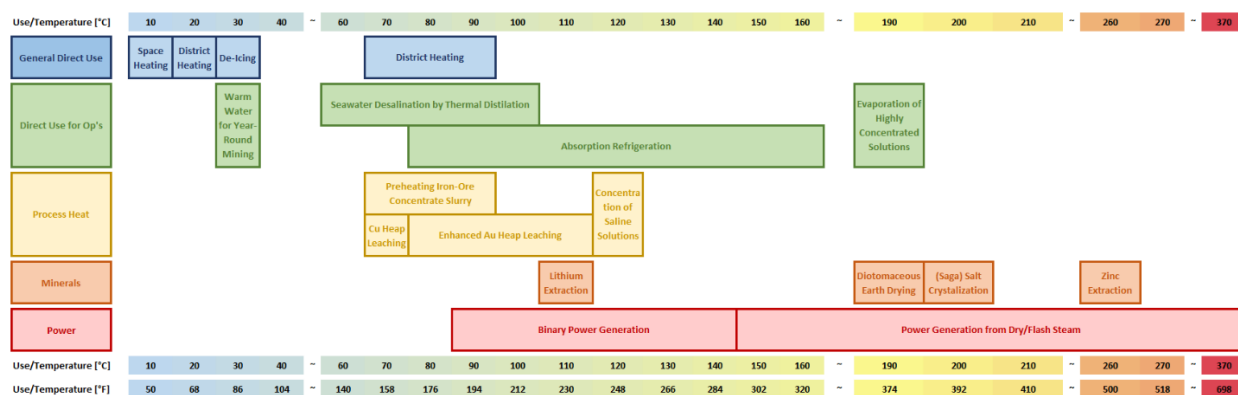 Use/Temperature [°C] 10 20 30 40 ~ 60 70 80 90 100 110 120 130 140 150 160 ~ 190 200 210 ~ 260 270 ~ 370
General Direct Use
Space
Heating
District
Heating
De-Icing
District Heating
Direct Use for Op's
Warm
Water
for Year-
Round
Mining
Seawater Desalination by Thermal Distilation
Absorption Refrigeration
Evaporation of
Highly
Concentrated
Solutions
Process Heat
Preheating Iron-Ore
Concentrate Slurry
Cu Heap
Leaching
Enhanced Au Heap Leaching
Concentra
tion of
Saline
Solutions
Minerals
Lithium
Extraction
Diotomaceous
Earth Drying
(Saga) Salt
Crystalization
Zinc
Extraction
Power
Binary Power Generation
Power Generation from Dry/Flash Steam
Use/Temperature [°C] 10 20 30 40 ~ 60 70 80 90 100 110 120 130 140 150 160 ~ 190 200 210 ~ 260 270 ~ 370
Use/Temperature [°F] 50 68 86 104 ~ 140 158 176 194 212 230 248 266 284 302 320 ~ 374 392 410 ~ 500 518 ~ 698